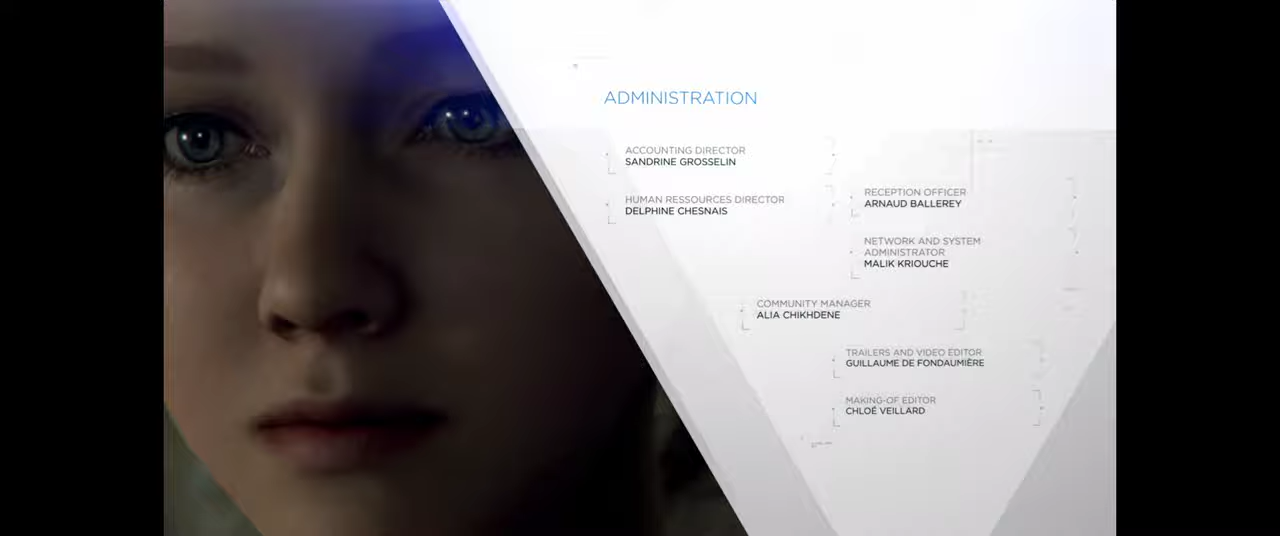 ADMINISTRATION
ACCOUNTING DIRECTOR
SANDRINE GROSSELIN
HUMAN RESSOURCES DIRECTOR
DELPHINE CHESNAIS
RECEPTION OFFICER
ARNAUD BALLEREY
NETWORK AND SYSTEM
ADMINISTRATOR
MALIK KRIOUCHE
COMMUNITY MANAGER
ALIA CHIKHDENE
TRAILERS AND VIDEO EDITOR
GUILLAUME DE FONDAUMIÈRE
MAKING-OF EDITOR
CHLOÉ VEILLARD